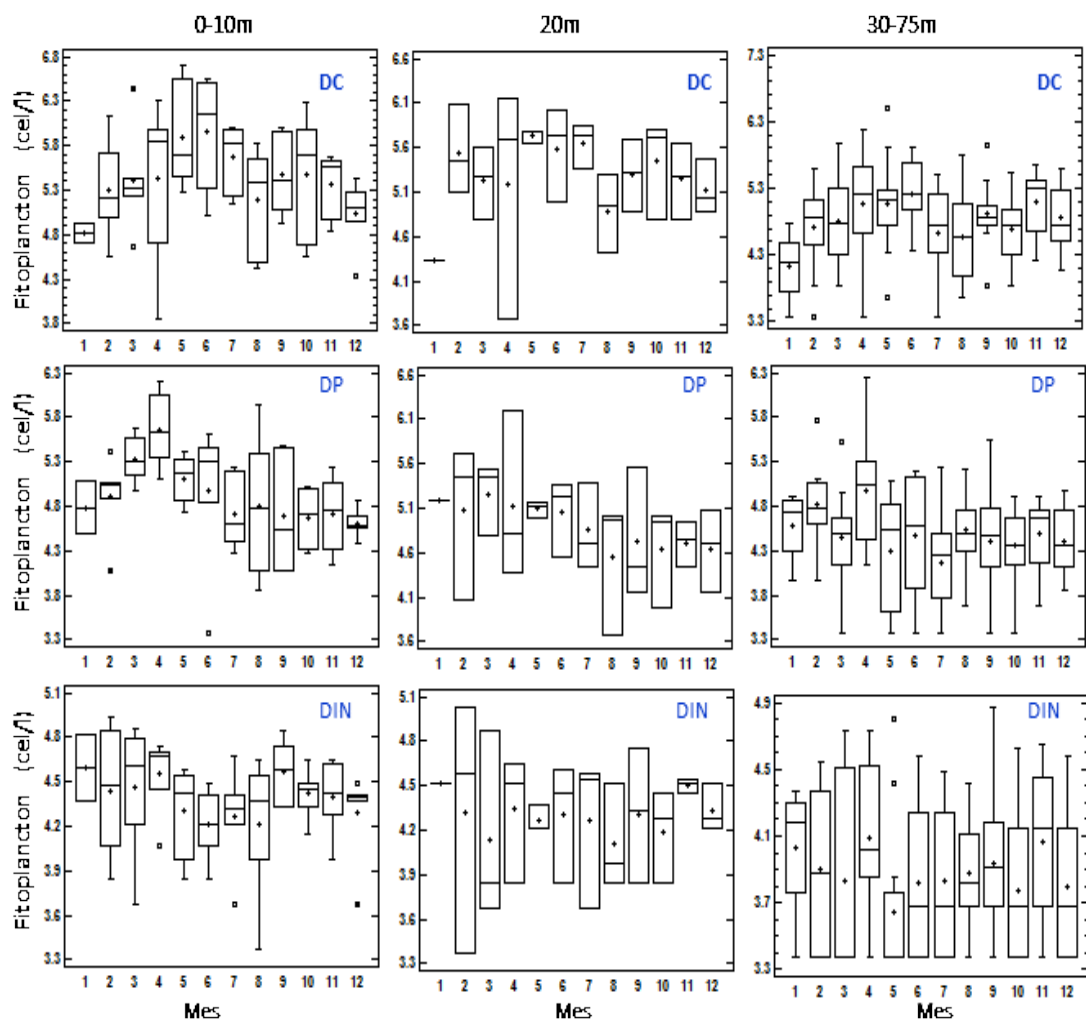 0-10m 20m 30-75m
Fitoplancton (cel/l)
6.8 6.3 5.8 5.3 4.8 4.3 3.8
DC
1 2 3 4 5 6 7 8 9 10 11 12
6.6 6.1 5.6 5.1 4.6 4.1 3.6
DC
1 2 3 4 5 6 7 8 9 10 11 12
7.3 6.3 5.3 4.3 3.3
DC
1 2 3 4 5 6 7 8 9 10 11 12
Fitoplancton (cel/l)
6.3 5.8 5.3 4.8 4.3 3.8 3.3
DP
1 2 3 4 5 6 7 8 9 10 11 12
6.6 6.1 5.6 5.1 4.6 4.1 3.6
DP
1 2 3 4 5 6 7 8 9 10 11 12
6.3 5.8 5.3 4.8 4.3 3.8 3.3
DP
1 2 3 4 5 6 7 8 9 10 11 12
Fitoplancton (cel/l)
5.1 4.8 4.5 4.2 3.9 3.6 3.3
DIN
1 2 3 4 5 6 7 8 9 10 11 12
Mes
5.1 4.8 4.5 4.2 3.9 3.6 3.3
DIN
1 2 3 4 5 6 7 8 9 10 11 12
Mes
4.9 4.5 4.1 3.7 3.3
DIN
1 2 3 4 5 6 7 8 9 10 11 12
Mes